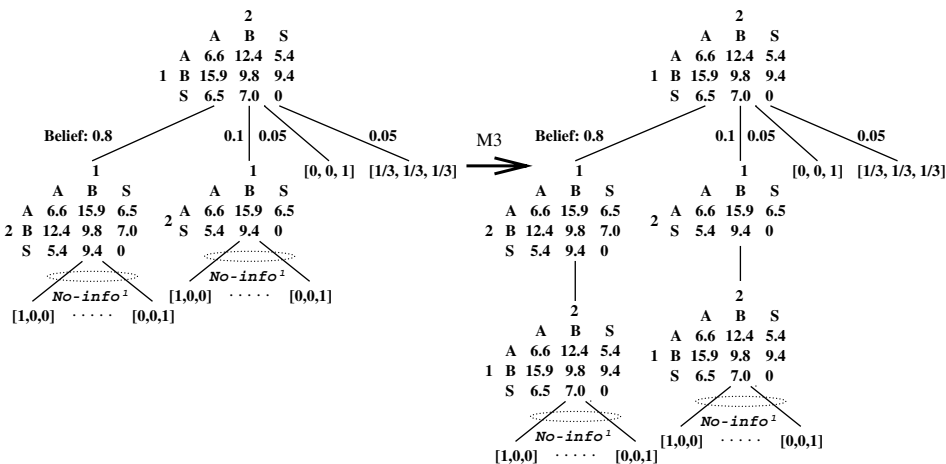 2
A B S
A 6.6 12.4 5.4
1 B 15.9 9.8 9.4
S 6.5 7.0 0
Belief: 0.8 0.1 0.05 0.05
1 1 [0, 0, 1] [1/3, 1/3, 1/3]
A B S
A 6.6 15.9 6.5
2 B 12.4 9.8 7.0
S 5.4 9.4 0
No-info¹
[1,0,0] ..... [0,0,1]
A B S
A 6.6 15.9 6.5
2
S 5.4 9.4 0
No-info¹
[1,0,0] ..... [0,0,1]
M3
2
A B S
A 6.6 12.4 5.4
1 B 15.9 9.8 9.4
S 6.5 7.0 0
Belief: 0.8 0.1 0.05 0.05
1 1 [0, 0, 1] [1/3, 1/3, 1/3]
A B S
A 6.6 15.9 6.5
2 B 12.4 9.8 7.0
S 5.4 9.4 0
2
A B S
A 6.6 12.4 5.4
1 B 15.9 9.8 9.4
S 6.5 7.0 0
No-info¹
[1,0,0] ..... [0,0,1]
A B S
A 6.6 15.9 6.5
2
S 5.4 9.4 0
2
A B S
A 6.6 12.4 5.4
1 B 15.9 9.8 9.4
S 6.5 7.0 0
No-info¹
[1,0,0] ..... [0,0,1]